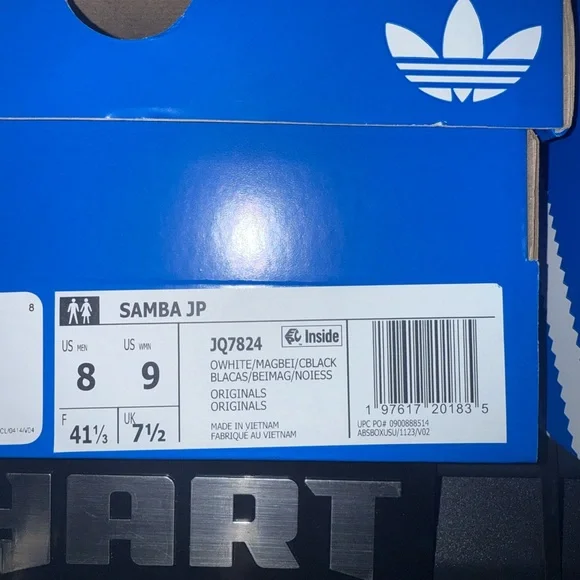 8
SAMBA JP
US MEN
8
US WMN
9
F
41⅓
UK
7½
JQ7824
Inside
OWHITE/MAGBEI/CBLACK
BLACAS/BEIMAG/NOIESS
ORIGINALS
ORIGINALS
MADE IN VIETNAM
FABRIQUE AU VIETNAM
1 97617 20183 5
UPC PO# 0900888514
ABSBOXUSU/1123/V02
HART